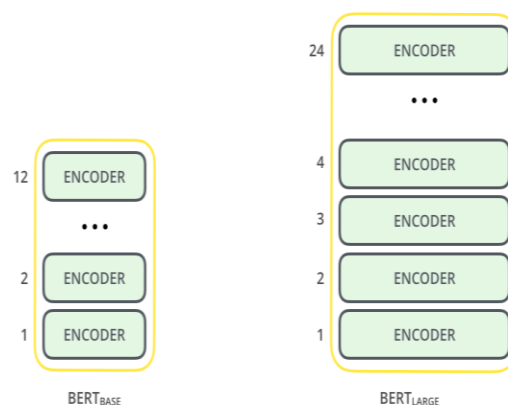 12 ENCODER
...
2 ENCODER
1 ENCODER
BERTBASE
24 ENCODER
...
4 ENCODER
3 ENCODER
2 ENCODER
1 ENCODER
BERTLARGE